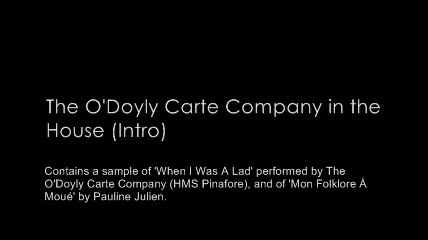 The O'Doyly Carte Company in the
House (Intro)
Contains a sample of 'When I Was A Lad' performed by The
O'Doyly Carte Company (HMS Pinafore), and of 'Mon Folklore À
Moué' by Pauline Julien.